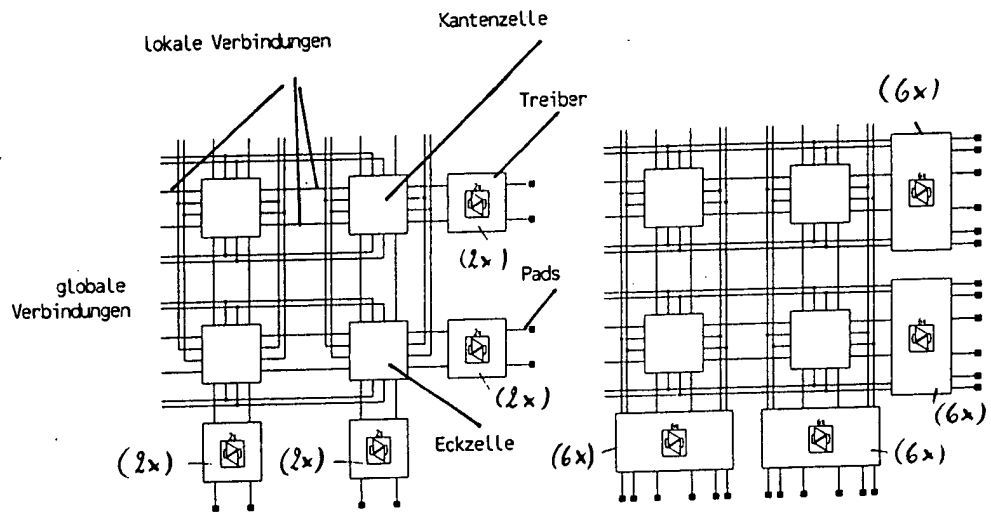 Kantenzelle
lokale Verbindungen
Treiber
(6x)
(2x)
globale
Verbindungen
Pads
(2x)
(6x)
Eckzelle
(2x)
(2x)
(6x)
(6x)